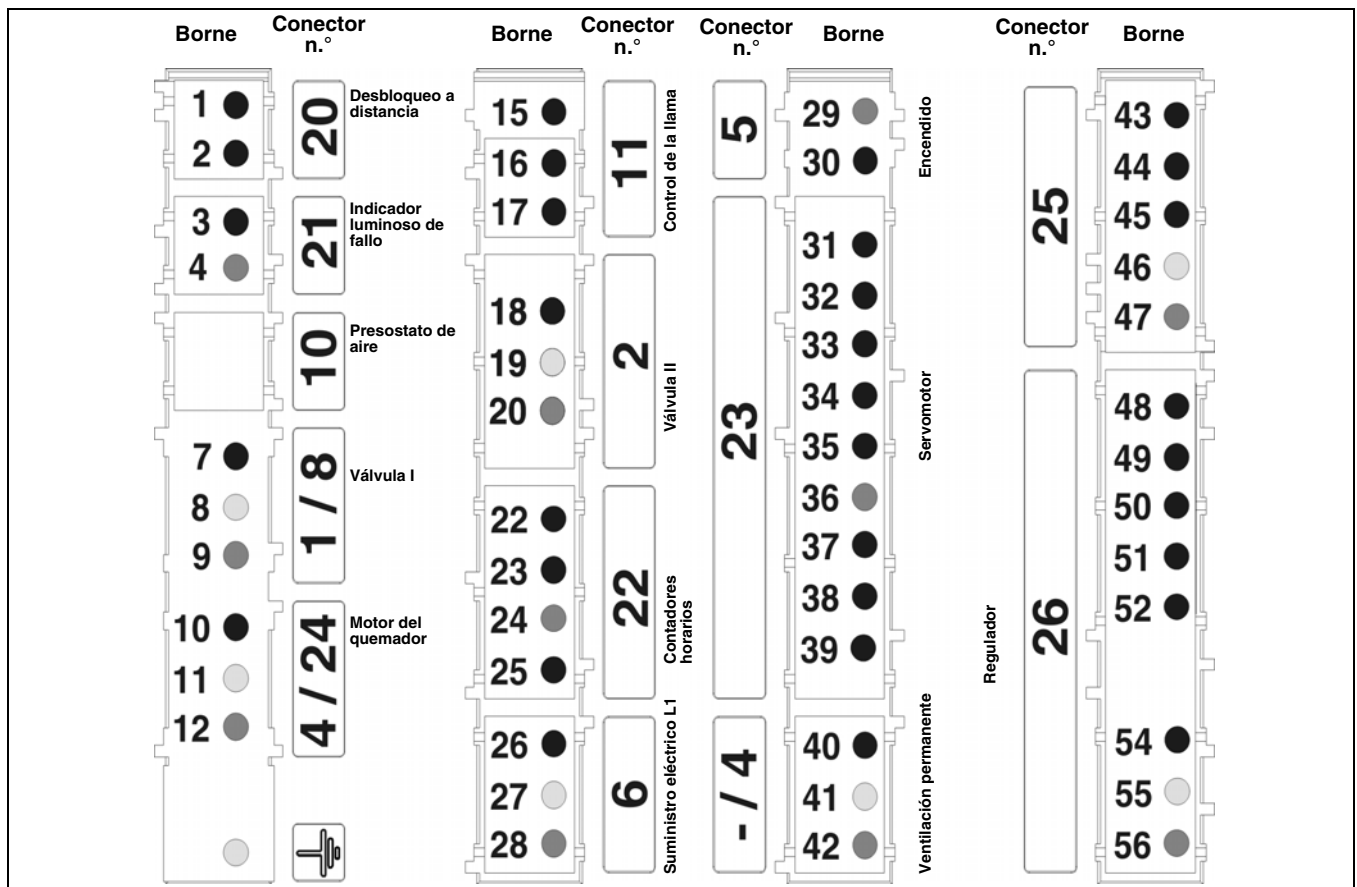 Borne
Conector
n.°
1
2
20
Desbloqueo a
distancia
3
4
21
Indicador
luminoso de
fallo
10
Presostato de
aire
7
8
9
1 / 8
Válvula I
10
11
12
4 / 24
Motor del
quemador
Borne
Conector
n.°
15
16
17
11
Control de la llama
18
19
20
2
Válvula II
22
23
24
25
22
Contadores
horarios
26
27
28
6
Suministro eléctrico L1
Conector
n.°
Borne
5
29
30
Encendido
23
31
32
33
34
35
36
37
38
39
Servomotor
- / 4
40
41
42
Ventilación permanente
Conector
n.°
Borne
25
43
44
45
46
47
Regulador
26
48
49
50
51
52
54
55
56